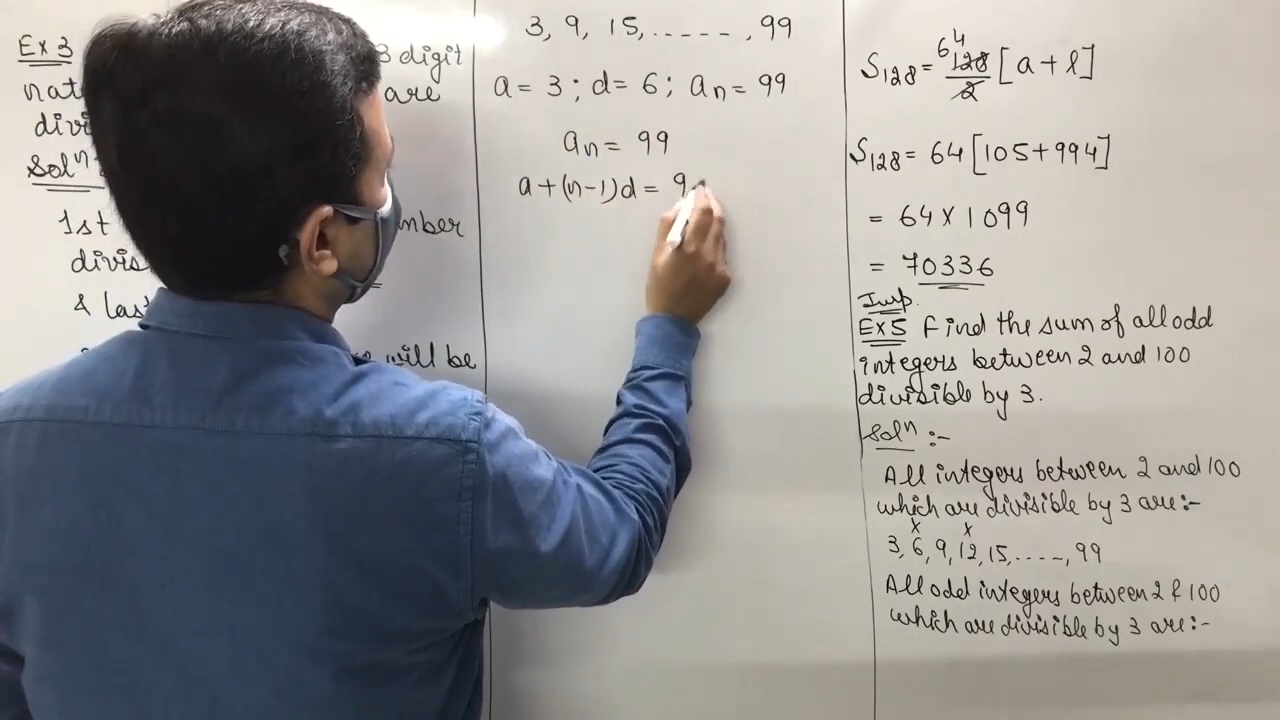 Ex 3 3 digit
nat are
divi
Solⁿ
1st mber
divis
& las
will be
3, 9, 15, ..... , 99
a = 3 ; d = 6 ; aₙ = 99
aₙ = 99
a + (n-1)d = 9
S₁₂₈ = 64 128/2 [a + l]
S₁₂₈ = 64 [105 + 994]
= 64 × 1099
= 70336
Imp.
Ex 5 Find the sum of all odd
integers between 2 and 100
divisible by 3.
Solⁿ :-
All integers between 2 and 100
which are divisible by 3 are :-
x x
3, 6, 9, 12, 15, ....., 99
All odd integers between 2 & 100
which are divisible by 3 are :-